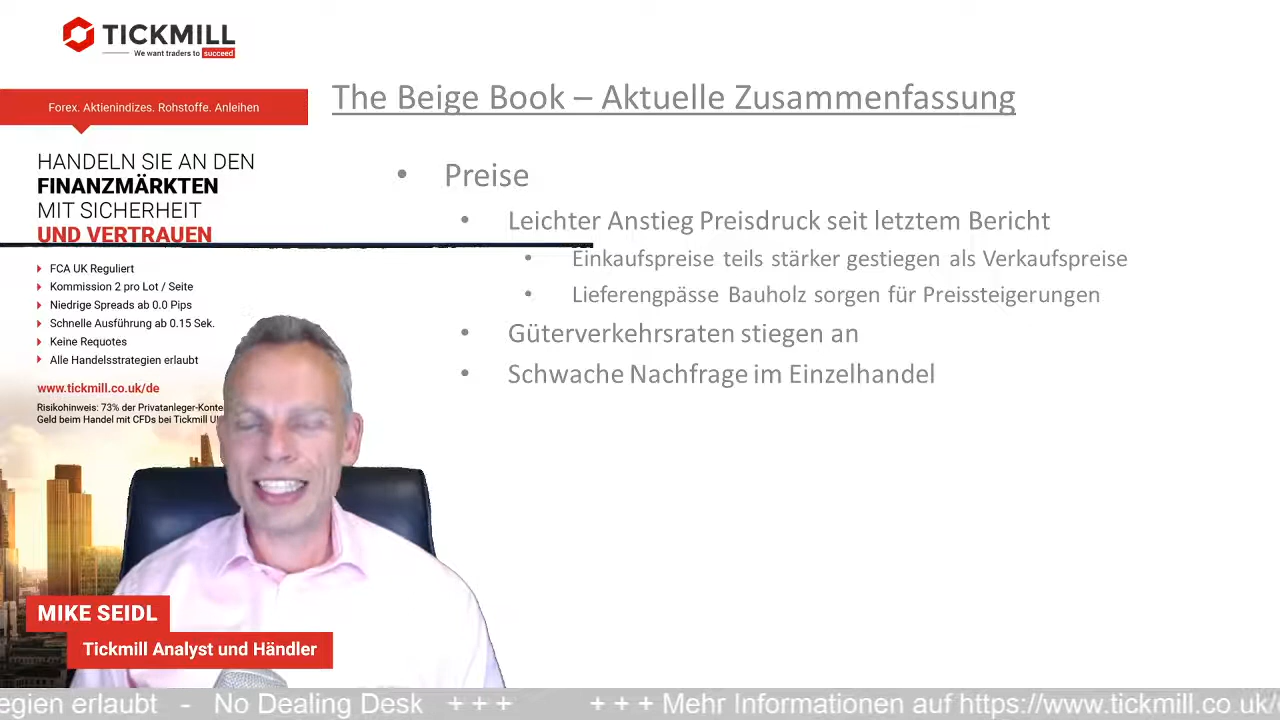 TICKMILL
We want traders to succeed
Forex. Aktienindizes. Rohstoffe. Anleihen
HANDELN SIE AN DEN
FINANZMÄRKTEN
MIT SICHERHEIT
UND VERTRAUEN
FCA UK Reguliert
Kommission 2 pro Lot / Seite
Niedrige Spreads ab 0.0 Pips
Schnelle Ausführung ab 0.15 Sek.
Keine Requotes
Alle Handelsstrategien erlaubt
www.tickmill.co.uk/de
Risikohinweis: 73% der Privatanleger-Konte
Geld beim Handel mit CFDs bei Tickmill
The Beige Book – Aktuelle Zusammenfassung
• Preise
• Leichter Anstieg Preisdruck seit letztem Bericht
• Einkaufspreise teils stärker gestiegen als Verkaufspreise
• Lieferengpässe Bauholz sorgen für Preissteigerungen
• Güterverkehrsraten stiegen an
• Schwache Nachfrage im Einzelhandel
MIKE SEIDL
Tickmill Analyst und Händler
egien erlaubt - No Dealing Desk +++ +++ Mehr Informationen auf https://www.tickmill.co.uk/